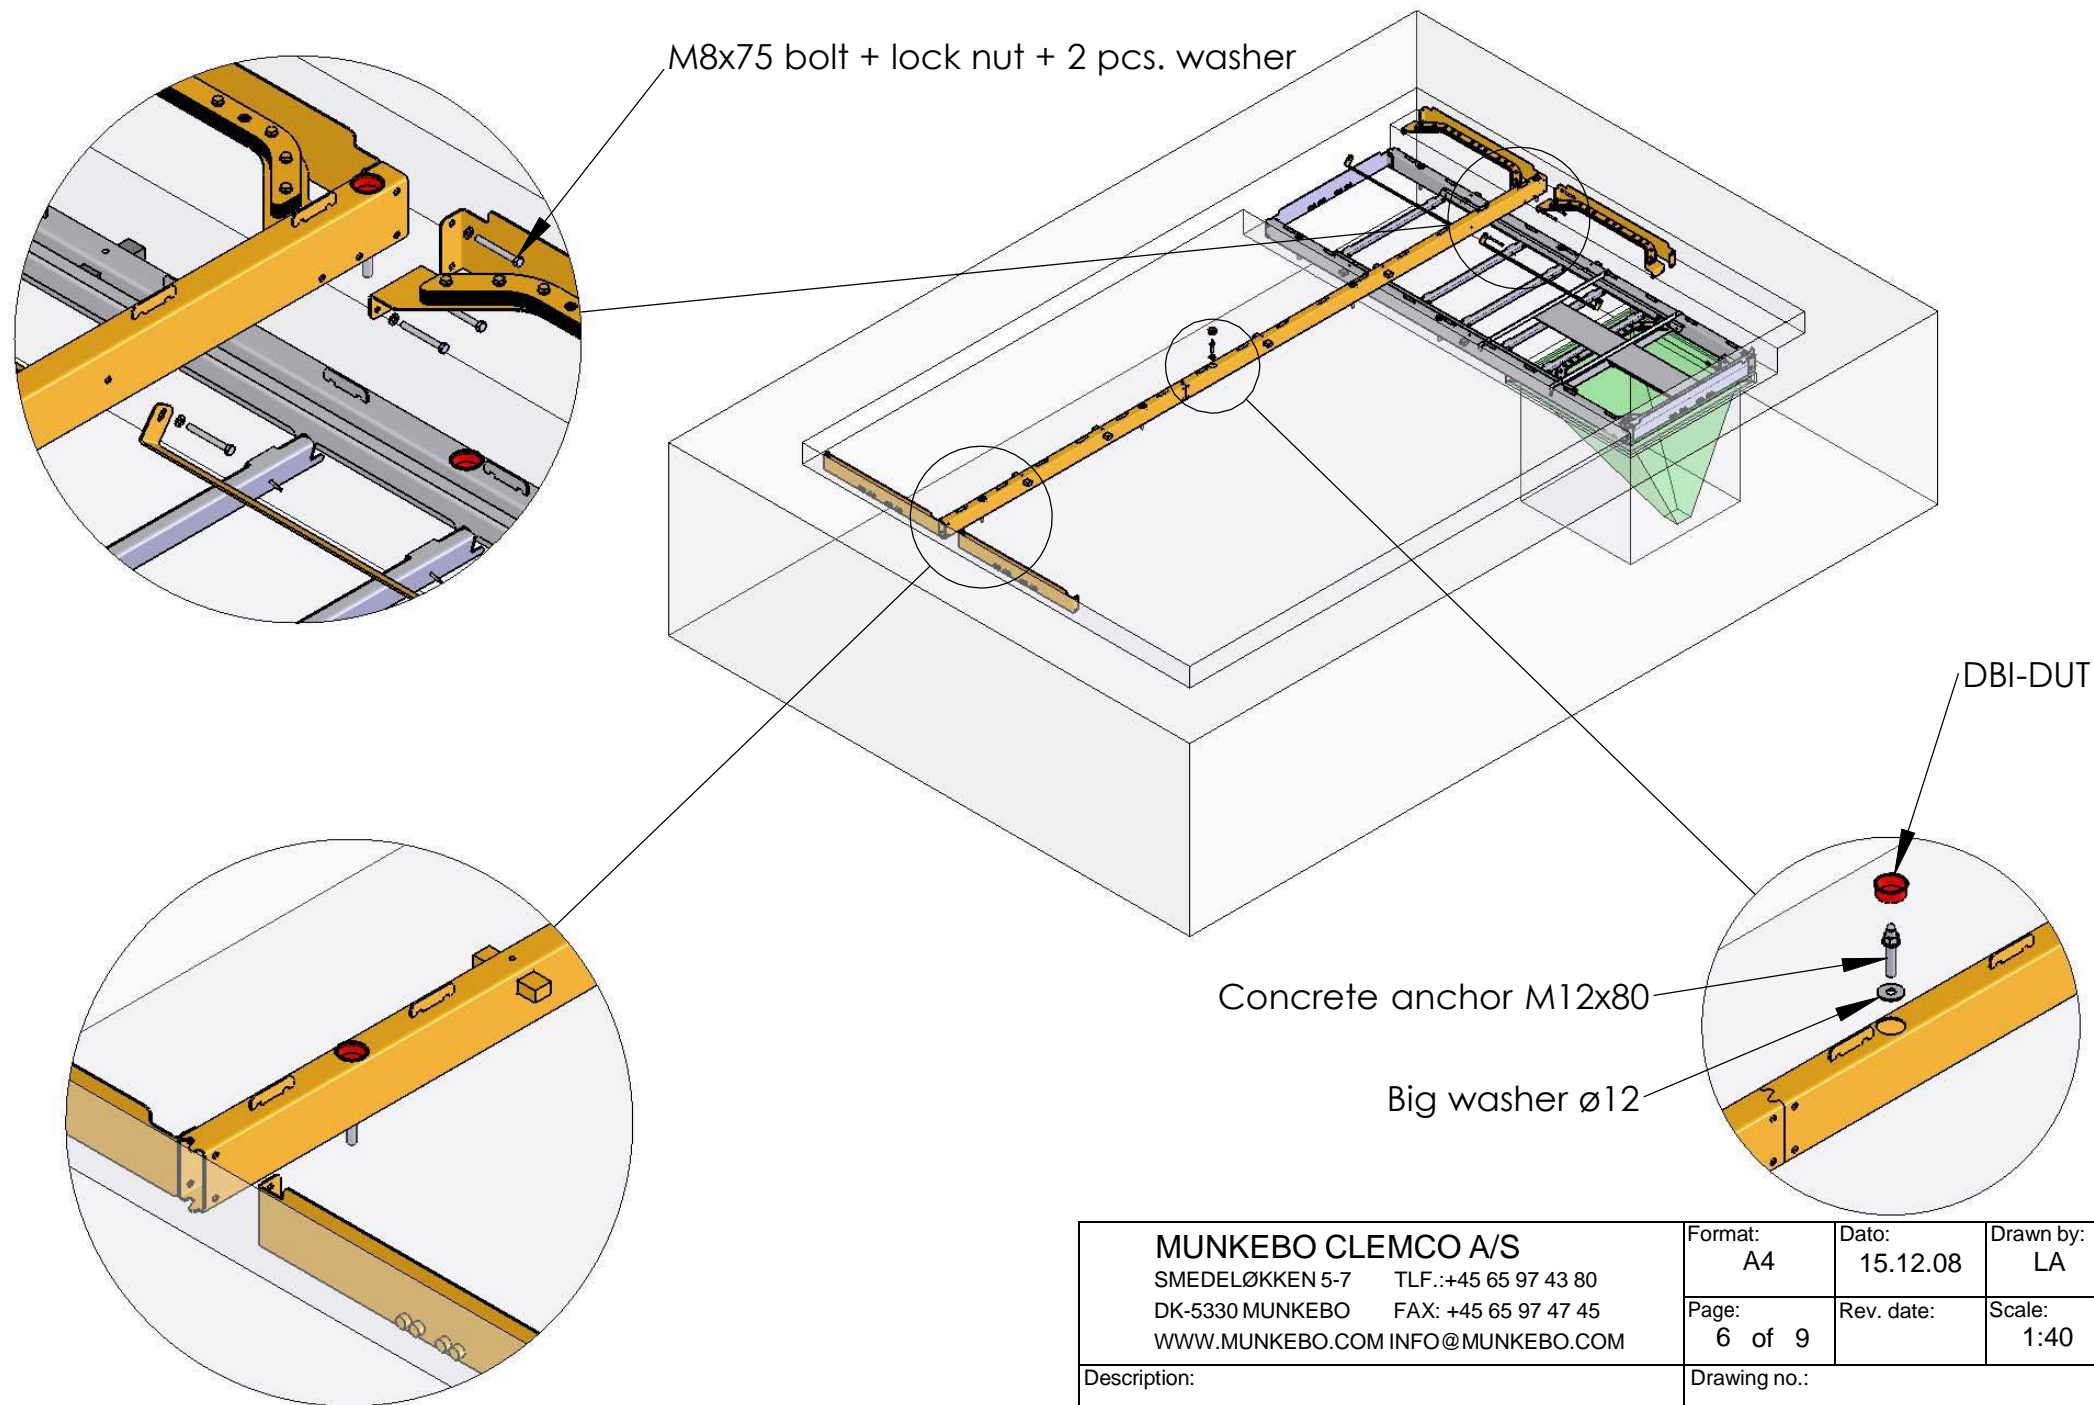 M8x75 bolt + lock nut + 2 pcs. washer
DBI-DUT
Concrete anchor M12x80
Big washer ø12
MUNKEBO CLEMCO A/S
SMEDELØKKEN 5-7 TLF.:+45 65 97 43 80
DK-5330 MUNKEBO FAX: +45 65 97 47 45
WWW.MUNKEBO.COM INFO@MUNKEBO.COM
Format:
A4
Dato:
15.12.08
Drawn by:
LA
Page:
6 of 9
Rev. date:
Scale:
1:40
Description:
Drawing no.: